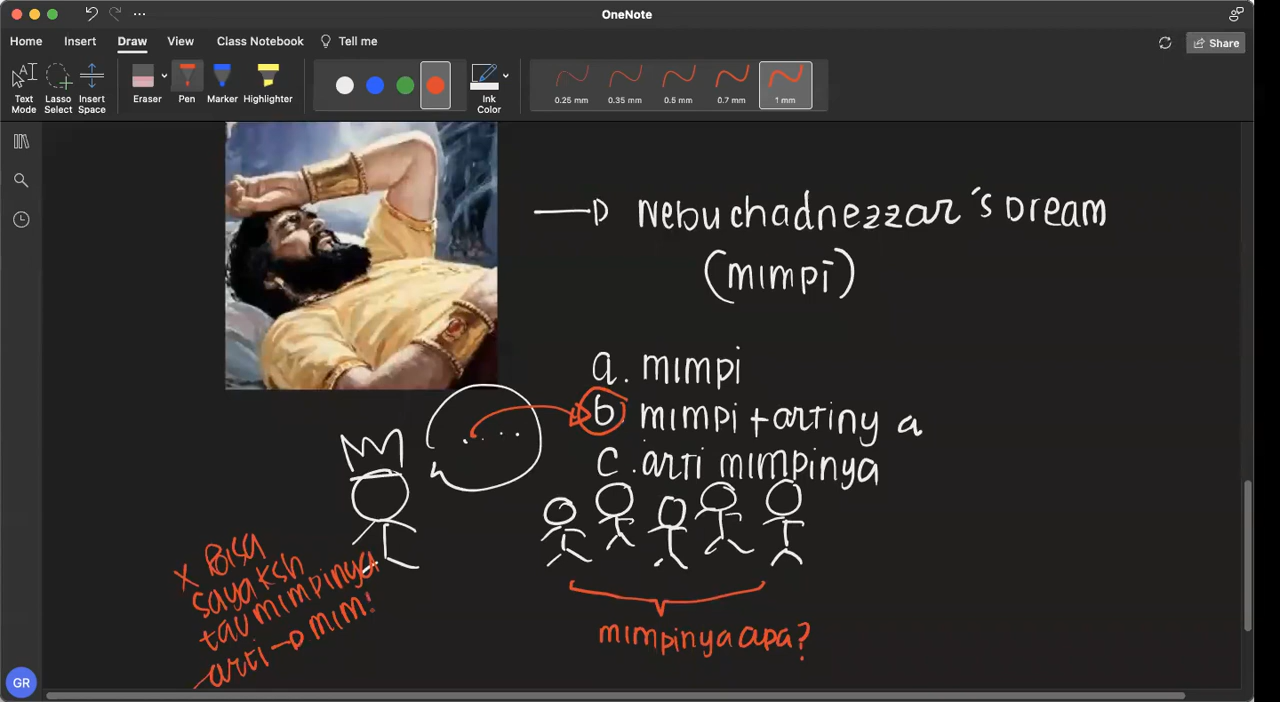 OneNote
Home Insert Draw View Class Notebook Tell me
Share
Text Mode
Lasso Select
Insert Space
Eraser
Pen
Marker
Highlighter
Ink Color
0.25 mm
0.35 mm
0.5 mm
0.7 mm
1 mm
Nebuchadnezzar's Dream
(mimpi)
a. mimpi
b mimpi + artinya
c. arti mimpinya
x Bisa
saya ksh
tau mimpinya
arti → mim
mimpinya apa?
GR